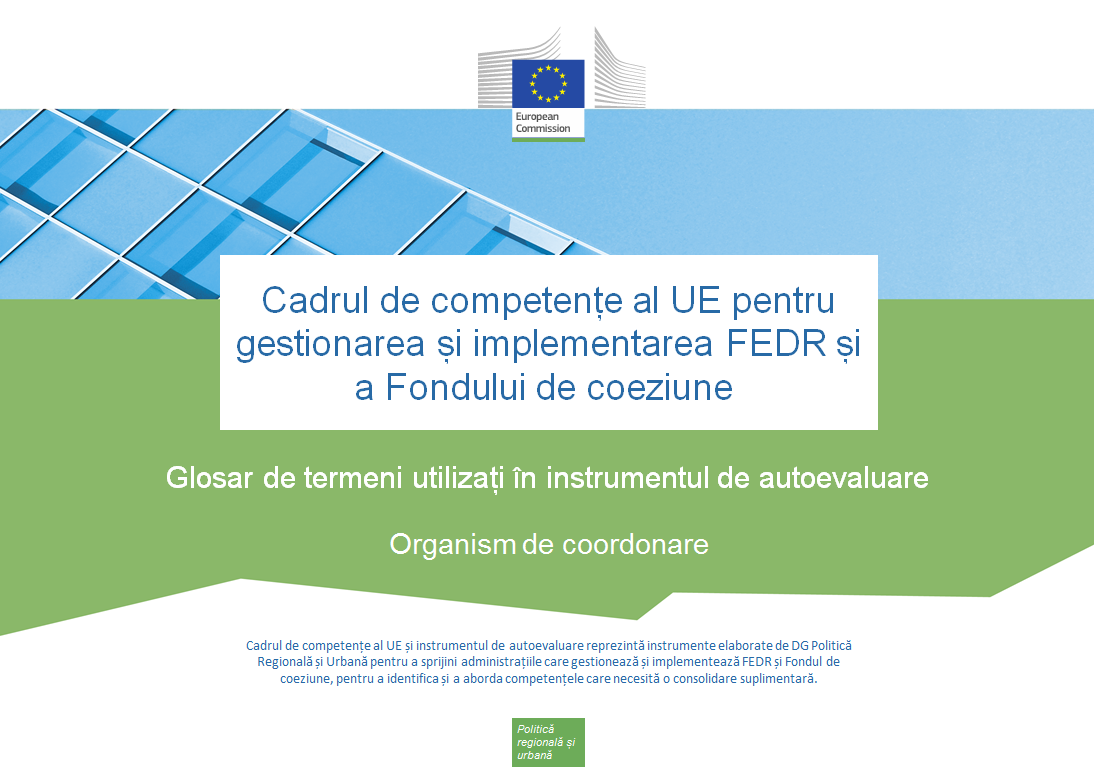 European
Commission
Cadrul de competențe al UE pentru
gestionarea și implementarea FEDR și
a Fondului de coeziune
Glosar de termeni utilizați în instrumentul de autoevaluare
Organism de coordonare
Cadrul de competențe al UE și instrumentul de autoevaluare reprezintă instrumente elaborate de DG Politică
Regională și Urbană pentru a sprijini administrațiile care gestionează și implementează FEDR și Fondul de
coeziune, pentru a identifica și a aborda competențele care necesită o consolidare suplimentară.
Politică
regională și
urbană